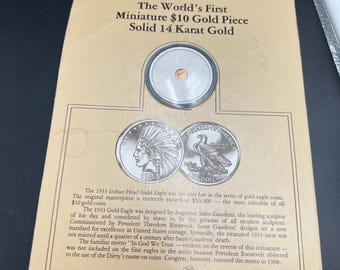 The World's First
Miniature $10 Gold Piece
Solid 14 Karat Gold
The 1933 Indian Head Gold Eagle was the very last in the series of gold eagle coins.
The original masterpiece is currently valued at $50,000 — the most valuable of all
$10 gold coins.
The 1933 Gold Eagle was designed by Augustus Saint-Gaudens, the leading sculptor
of his day and considered by many to be the greatest of all modern sculptors.
Commissioned by President Theodore Roosevelt, Saint Gaudens' designs set a new
standard for excellence in United States coinage. Ironically, the treasured 1933 issue was
not minted until a quarter of a century after Saint-Gaudens' death.
The familiar motto "In God We Trust — evident on the reverse of this miniature — was
not included on the first eagles in the series because President Roosevelt objected
to the use of the Diety's name on coins. Congress, however, restored the motto in 1908.